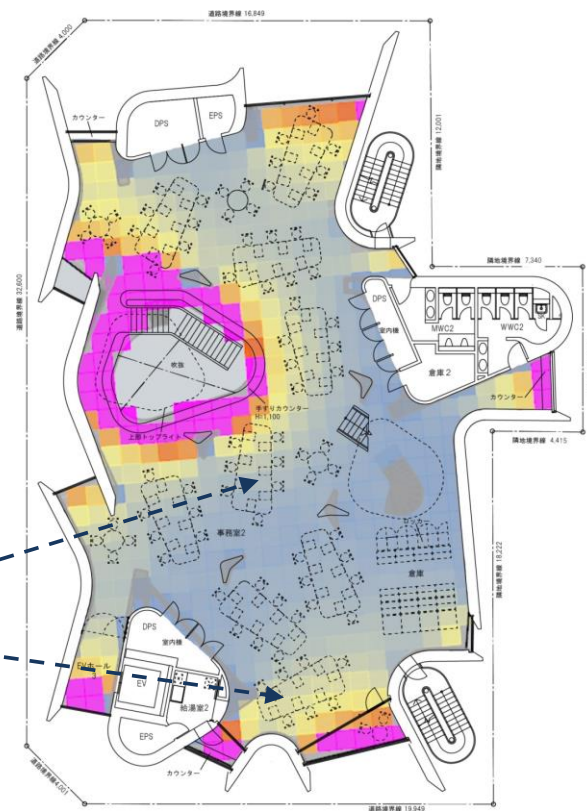 道路境界線 16,849
道路境界線 4,000
カウンター
DPS
EPS
隣地境界線 12,001
隣地境界線 7,340
道路境界線 32,600
DPS
室内機
MWC2
WWC2
SK
倉庫2
吹抜
手すりカウンター
H=1,100
上部トップライト
カウンター
隣地境界線 4,415
事務室2
倉庫
隣地境界線 18,222
DPS
室内機
EVホール
EV
給湯室2
EPS
カウンター
道路境界線 4,001
道路境界線 19,949